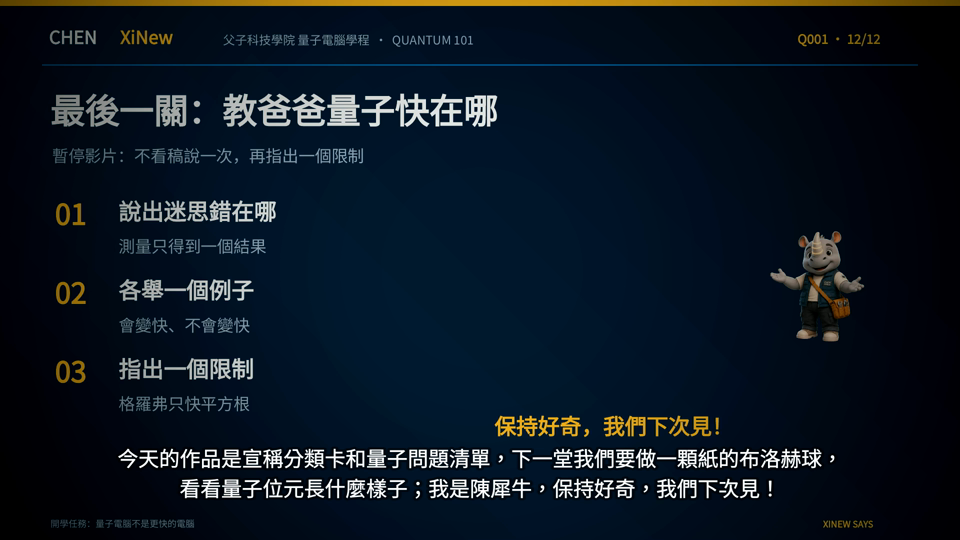 CHEN XiNew
父子科技學院 量子電腦學程 · QUANTUM 101
Q001 · 12/12
最後一關：教爸爸量子快在哪
暫停影片：不看稿說一次，再指出一個限制
01 說出迷思錯在哪
測量只得到一個結果
02 各舉一個例子
會變快、不會變快
03 指出一個限制
格羅弗只快平方根
保持好奇，我們下次見！
今天的作品是宣稱分類卡和量子問題清單，下一堂我們要做一顆紙的布洛赫球，
看看量子位元長什麼樣子；我是陳犀牛，保持好奇，我們下次見！
開學任務：量子電腦不是更快的電腦
XINEW SAYS